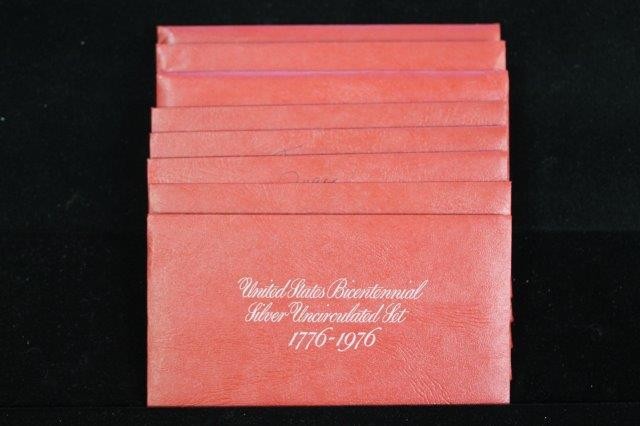 United States Bicentennial
Silver Uncirculated Set
1776-1976